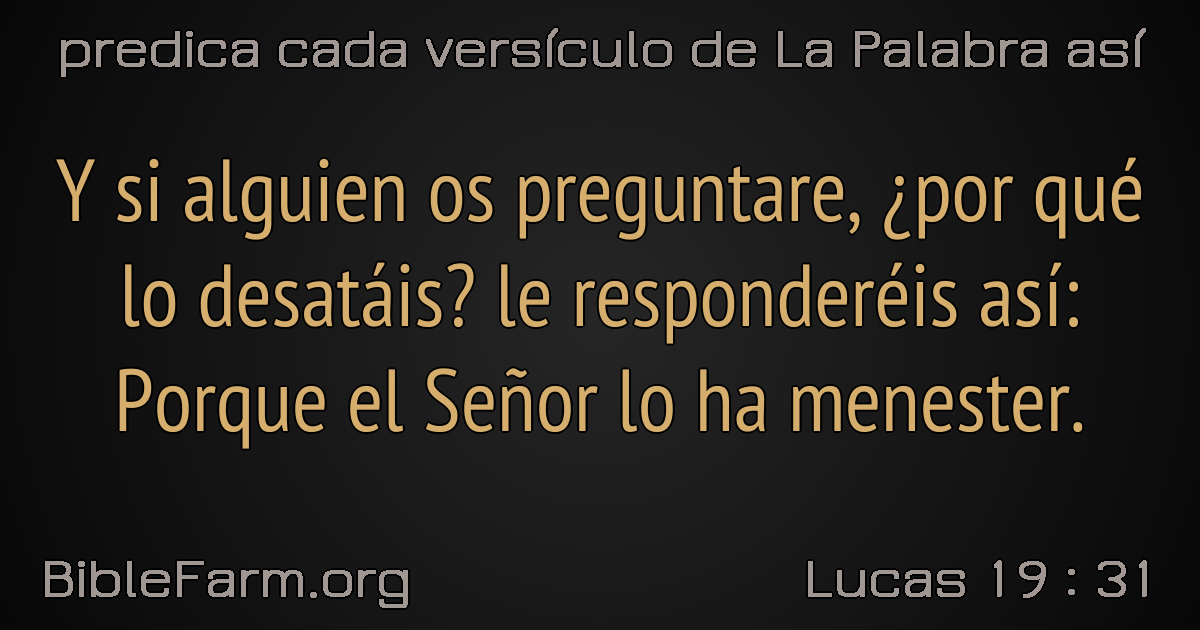 predica cada versículo de La Palabra así
Y si alguien os preguntare, ¿por qué
lo desatáis? le responderéis así:
Porque el Señor lo ha menester.
BibleFarm.org
Lucas 19 : 31